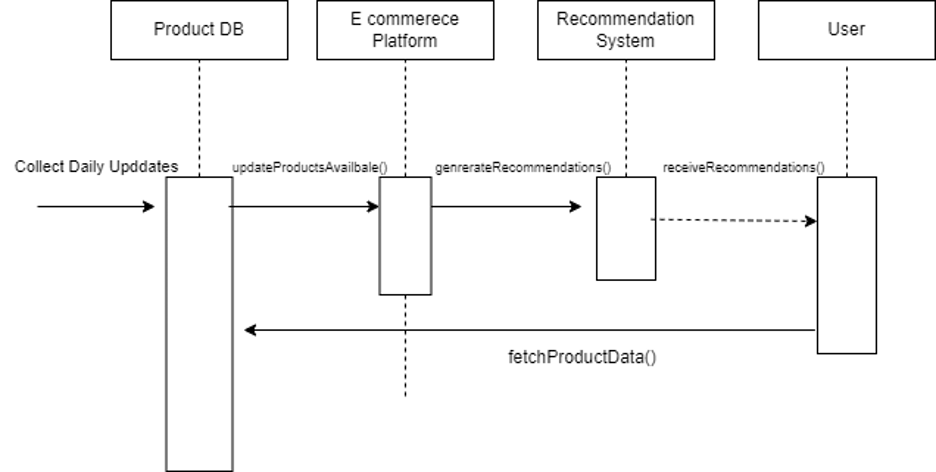 Product DB
E commerece
Platform
Recommendation
System
User
Collect Daily Upddates
updateProductsAvailbale()
genrerateRecommendations()
receiveRecommendations()
fetchProductData()